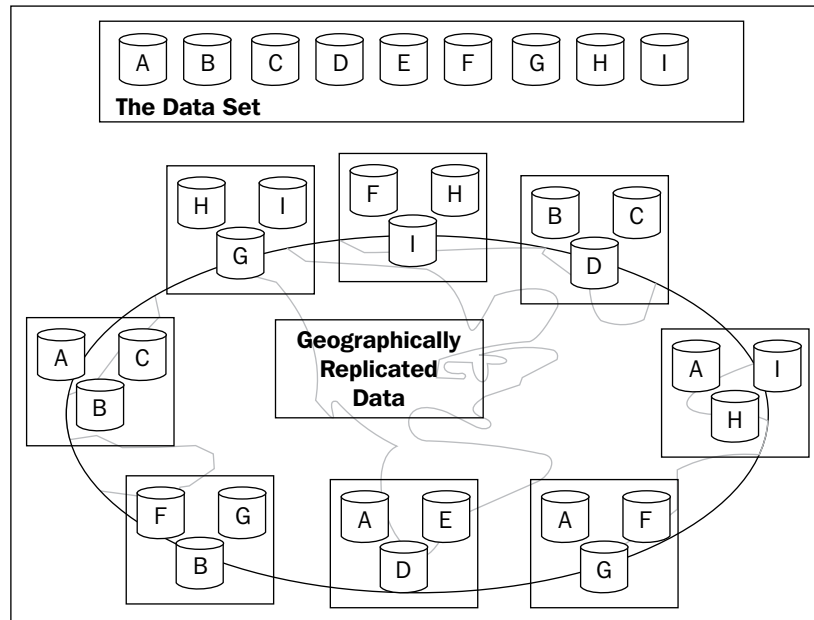 A B C D E F G H I
The Data Set
H I
G
F H
I
B C
D
A C
B
Geographically
Replicated
Data
A I
H
F G
B
A E
D
A F
G